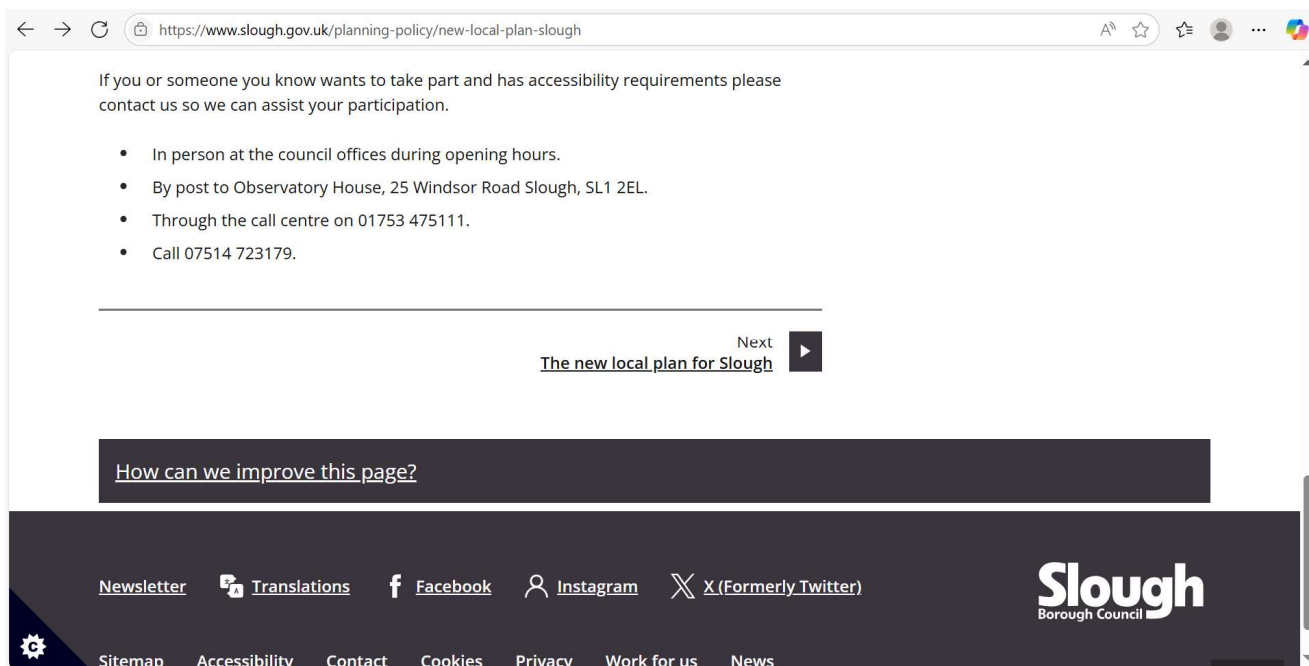 https://www.slough.gov.uk/planning-policy/new-local-plan-slough
If you or someone you know wants to take part and has accessibility requirements please
contact us so we can assist your participation.
• In person at the council offices during opening hours.
• By post to Observatory House, 25 Windsor Road Slough, SL1 2EL.
• Through the call centre on 01753 475111.
• Call 07514 723179.
Next
The new local plan for Slough
How can we improve this page?
Newsletter Translations Facebook Instagram X (Formerly Twitter)
Slough
Borough Council
Sitemap Accessibility Contact Cookies Privacy Work for us News